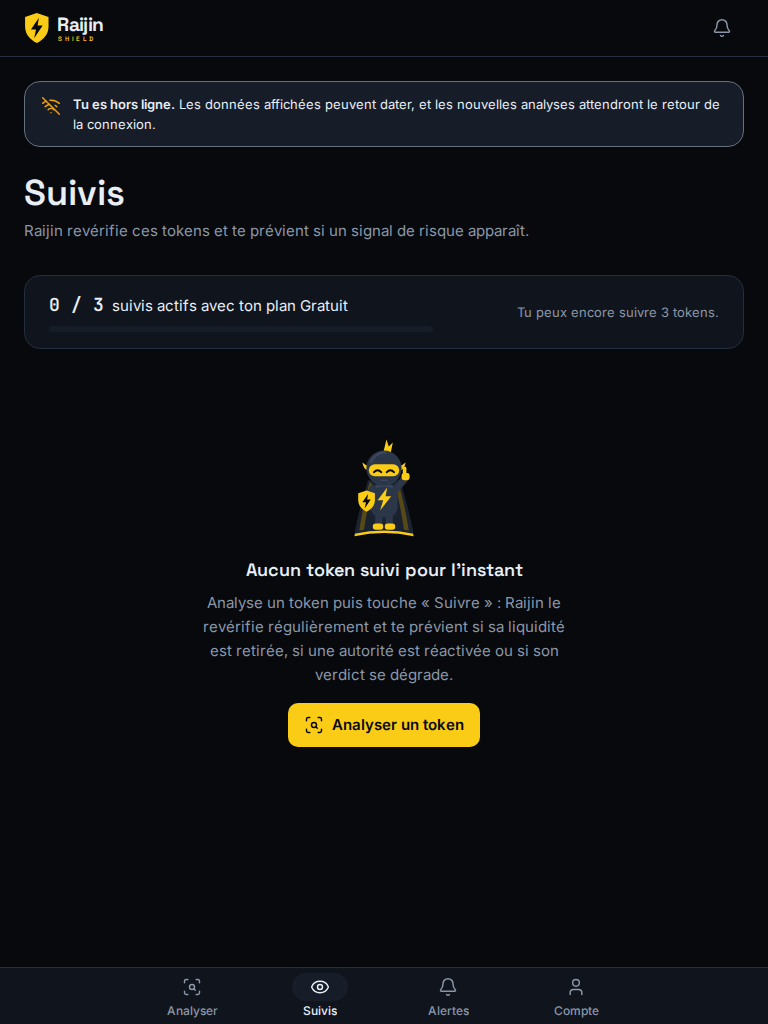 Raijin
SHIELD
Tu es hors ligne. Les données affichées peuvent dater, et les nouvelles analyses attendront le retour de
la connexion.
Suivis
Raijin revérifie ces tokens et te prévient si un signal de risque apparaît.
0 / 3 suivis actifs avec ton plan Gratuit
Tu peux encore suivre 3 tokens.
Aucun token suivi pour l’instant
Analyse un token puis touche « Suivre » : Raijin le
revérifie régulièrement et te prévient si sa liquidité
est retirée, si une autorité est réactivée ou si son
verdict se dégrade.
Analyser un token
Analyser
Suivis
Alertes
Compte